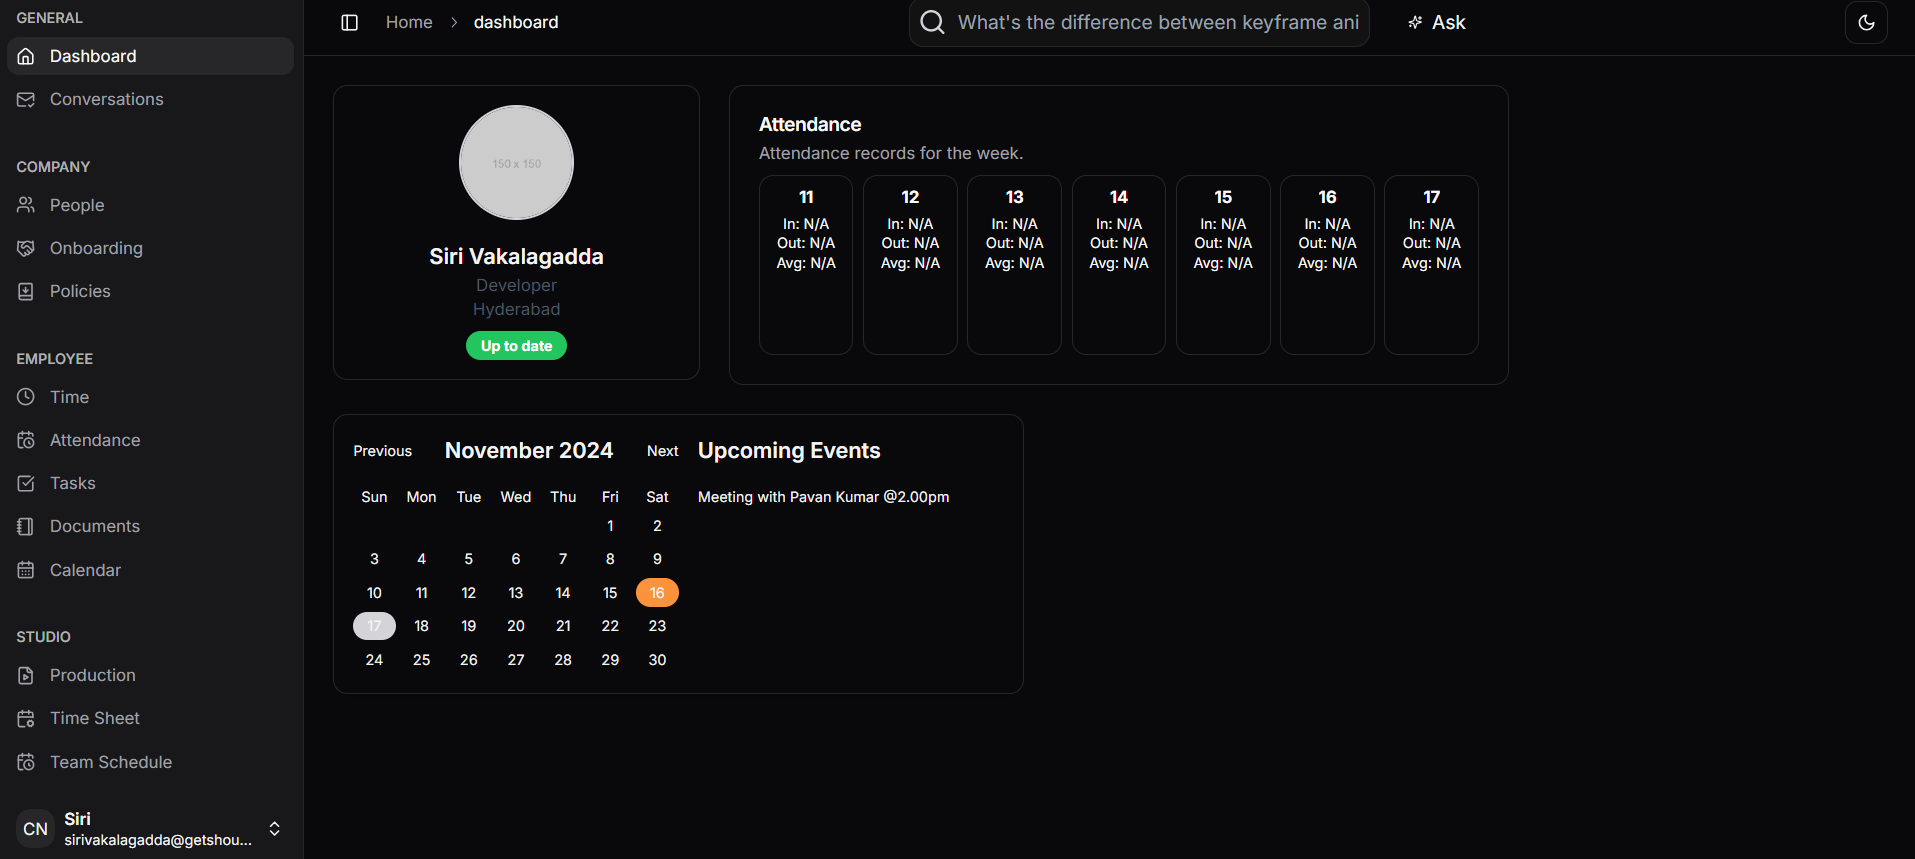 GENERAL
Dashboard
Conversations
COMPANY
People
Onboarding
Policies
EMPLOYEE
Time
Attendance
Tasks
Documents
Calendar
STUDIO
Production
Time Sheet
Team Schedule
CN
Siri
sirivakalagadda@getshou...
Home > dashboard
What's the difference between keyframe ani
Ask
150 x 150
Siri Vakalagadda
Developer
Hyderabad
Up to date
Attendance
Attendance records for the week.
11 12 13 14 15 16 17
In: N/A In: N/A In: N/A In: N/A In: N/A In: N/A In: N/A
Out: N/A Out: N/A Out: N/A Out: N/A Out: N/A Out: N/A Out: N/A
Avg: N/A Avg: N/A Avg: N/A Avg: N/A Avg: N/A Avg: N/A Avg: N/A
Previous November 2024 Next
Sun Mon Tue Wed Thu Fri Sat
1 2
3 4 5 6 7 8 9
10 11 12 13 14 15 16
17 18 19 20 21 22 23
24 25 26 27 28 29 30
Upcoming Events
Meeting with Pavan Kumar @2.00pm